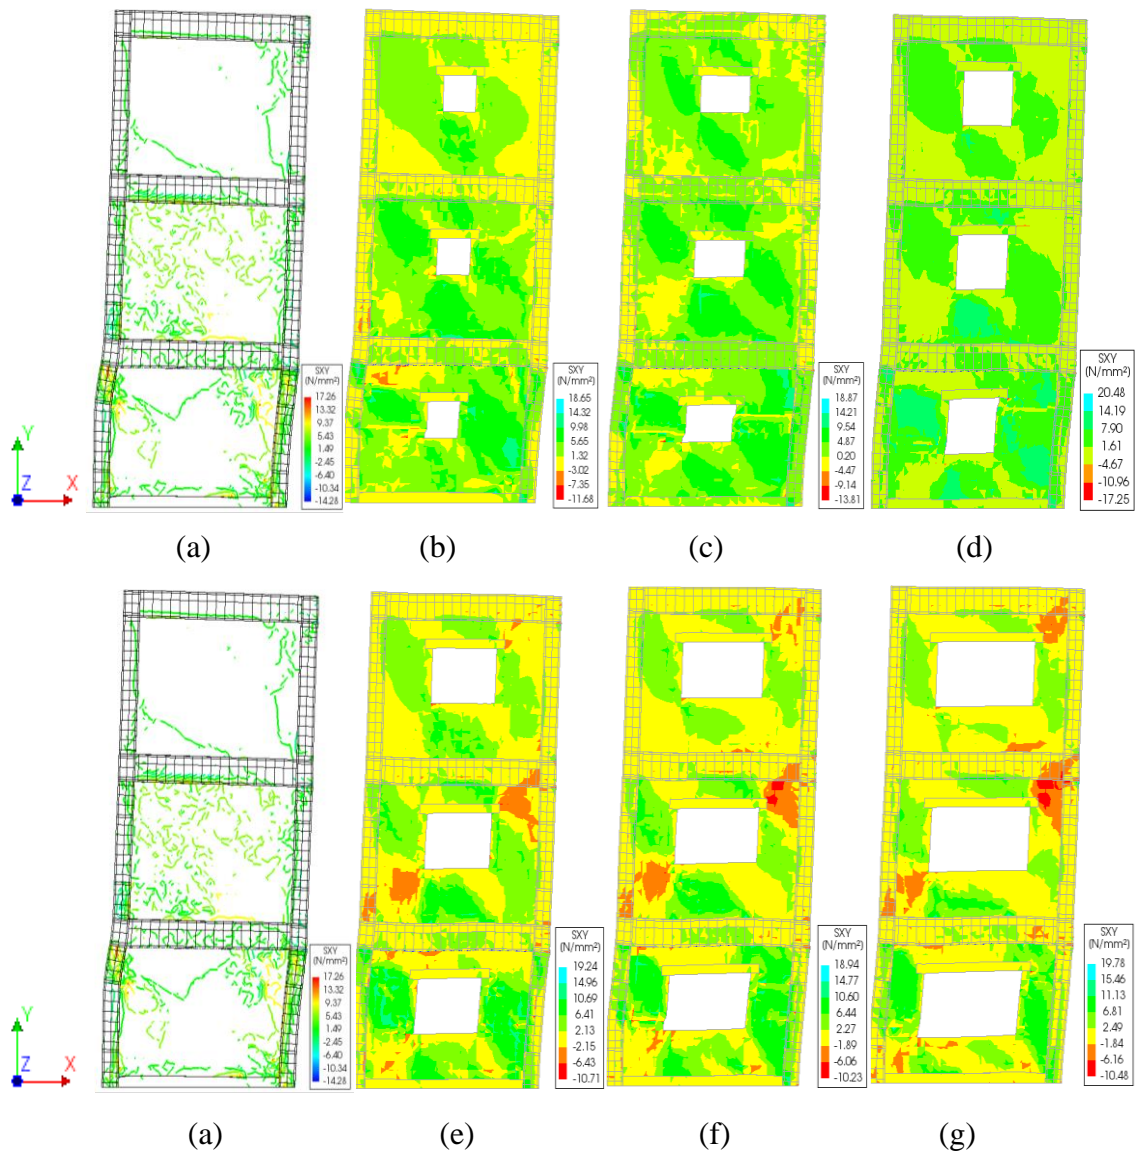 SXY
(N/mm²)
17.26
13.32
9.37
5.43
1.49
-2.45
-6.40
-10.34
-14.28
SXY
(N/mm²)
18.65
14.32
9.98
5.65
1.32
-3.02
-7.35
-11.68
SXY
(N/mm²)
18.87
14.21
9.54
4.87
0.20
-4.47
-9.14
-13.81
SXY
(N/mm²)
20.48
14.19
7.90
1.61
-4.67
-10.96
-17.25
Y
Z
X
(a)
(b)
(c)
(d)
SXY
(N/mm²)
17.26
13.32
9.37
5.43
1.49
-2.45
-6.40
-10.34
-14.28
SXY
(N/mm²)
19.24
14.96
10.69
6.41
2.13
-2.15
-6.43
-10.71
SXY
(N/mm²)
18.94
14.77
10.60
6.44
2.27
-1.89
-6.06
-10.23
SXY
(N/mm²)
19.78
15.46
11.13
6.81
2.49
-1.84
-6.16
-10.48
Y
Z
X
(a)
(e)
(f)
(g)